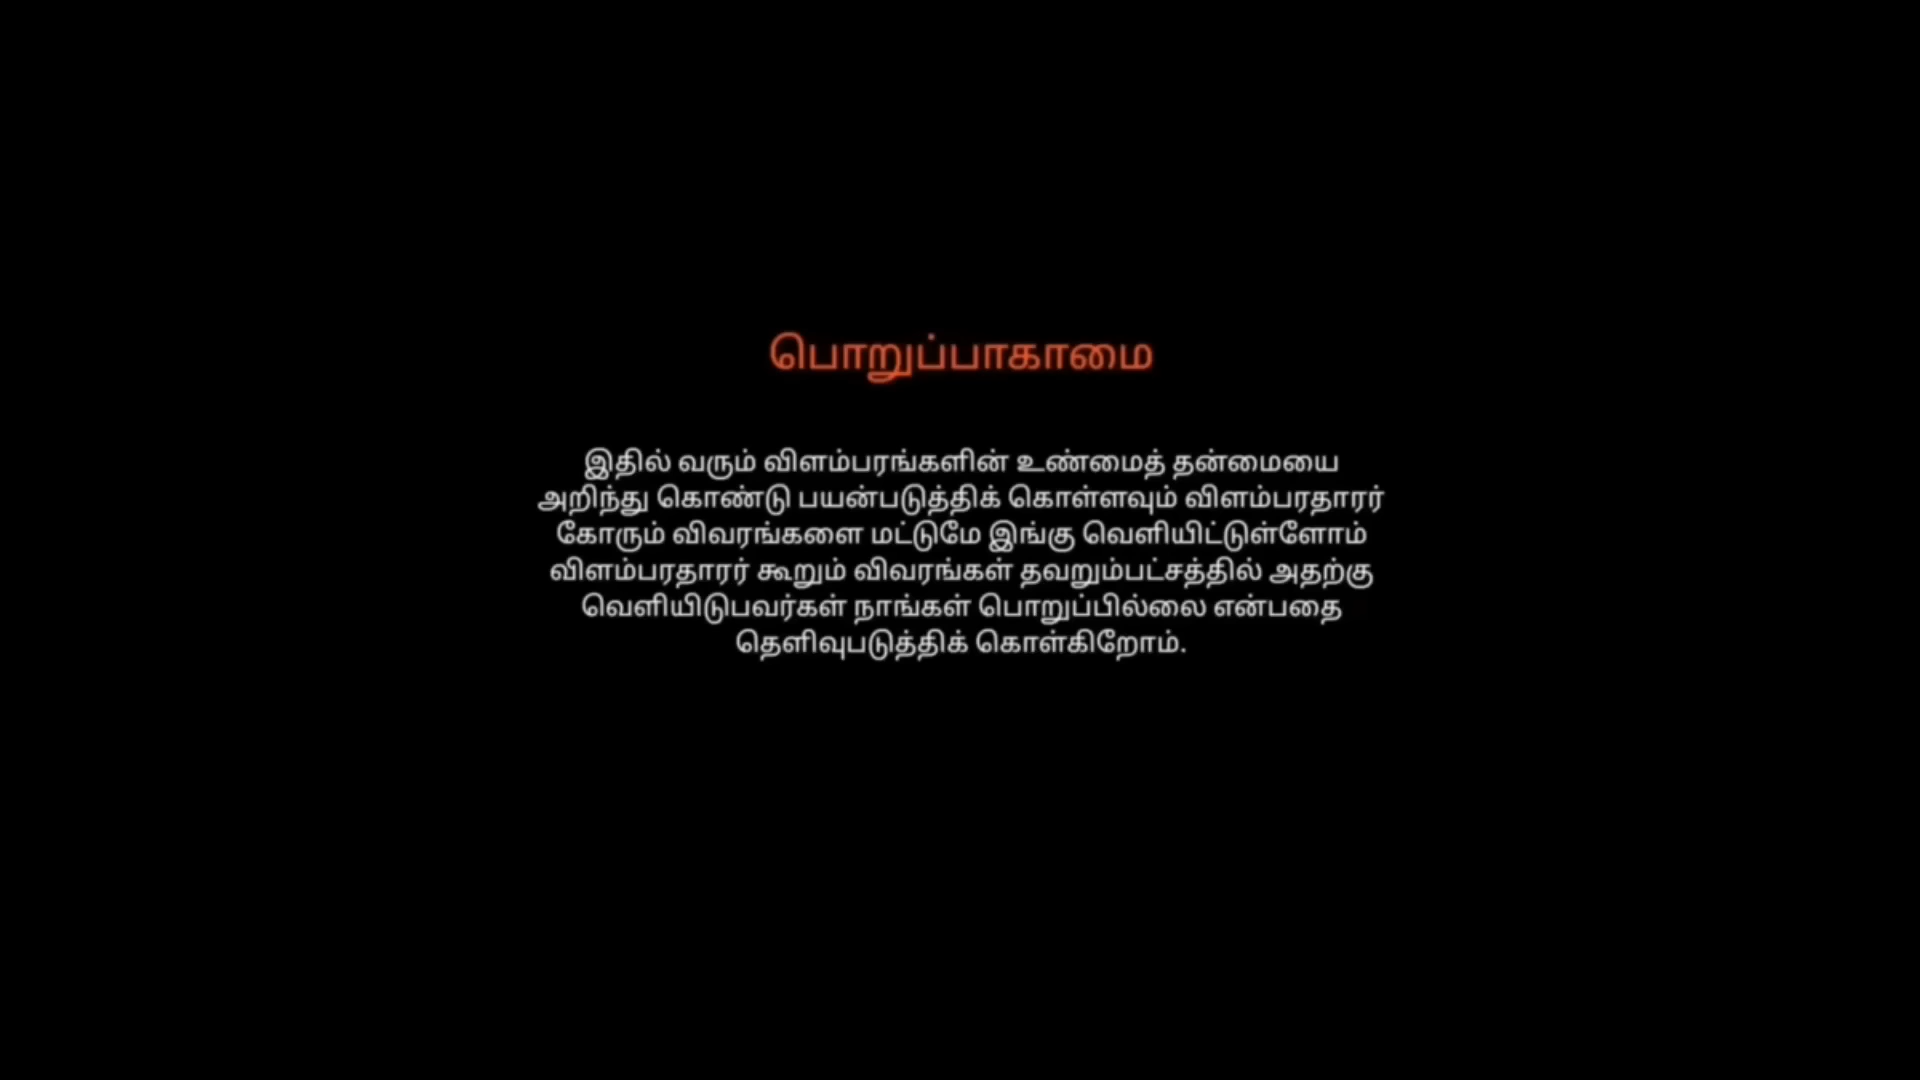 பொறுப்பாகாமை
இதில் வரும் விளம்பரங்களின் உண்மைத் தன்மையை
அறிந்து கொண்டு பயன்படுத்திக் கொள்ளவும் விளம்பரதாரர்
கோரும் விவரங்களை மட்டுமே இங்கு வெளியிட்டுள்ளோம்
விளம்பரதாரர் கூறும் விவரங்கள் தவறும்பட்சத்தில் அதற்கு
வெளியிடுபவர்கள் நாங்கள் பொறுப்பில்லை என்பதை
தெளிவுபடுத்திக் கொள்கிறோம்.